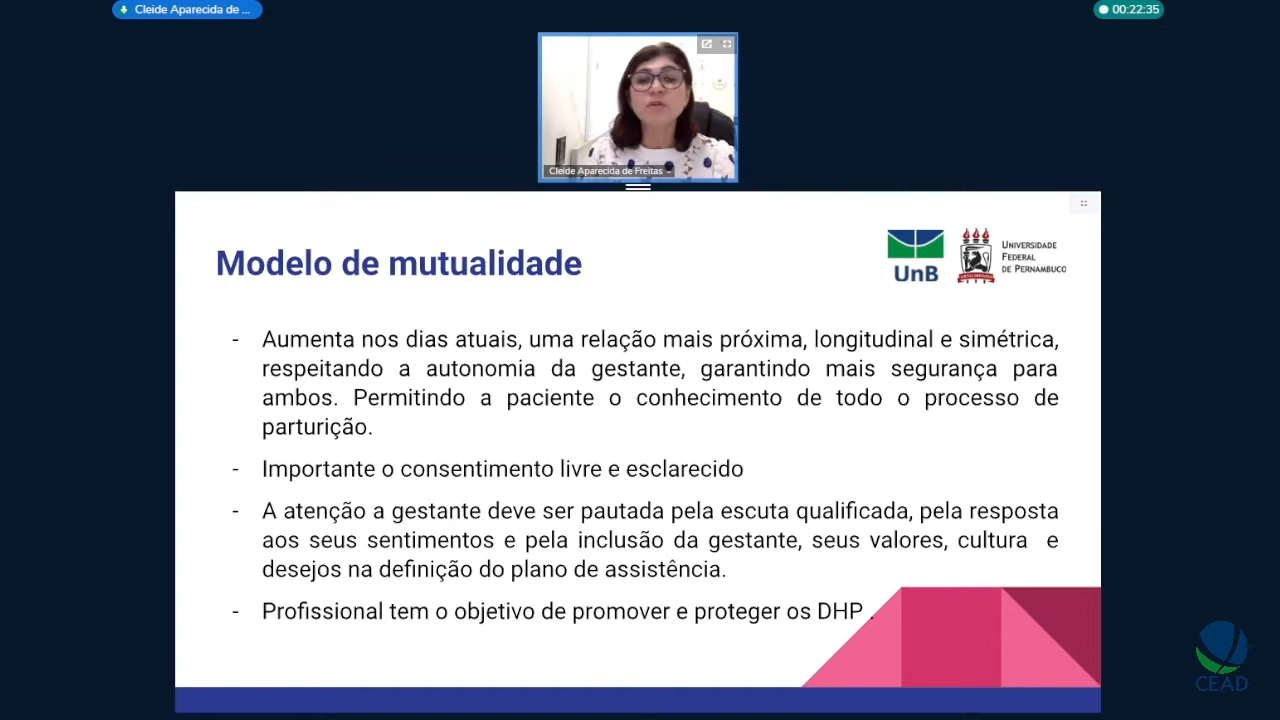 Cleide Aparecida de ...
00:22:35
Cleide Aparecida de Freitas
Modelo de mutualidade
UnB
UNIVERSIDADE
FEDERAL
DE PERNAMBUCO
- Aumenta nos dias atuais, uma relação mais próxima, longitudinal e simétrica,
respeitando a autonomia da gestante, garantindo mais segurança para
ambos. Permitindo a paciente o conhecimento de todo o processo de
parturição.
- Importante o consentimento livre e esclarecido
- A atenção a gestante deve ser pautada pela escuta qualificada, pela resposta
aos seus sentimentos e pela inclusão da gestante, seus valores, cultura e
desejos na definição do plano de assistência.
- Profissional tem o objetivo de promover e proteger os DHP .
CEAD